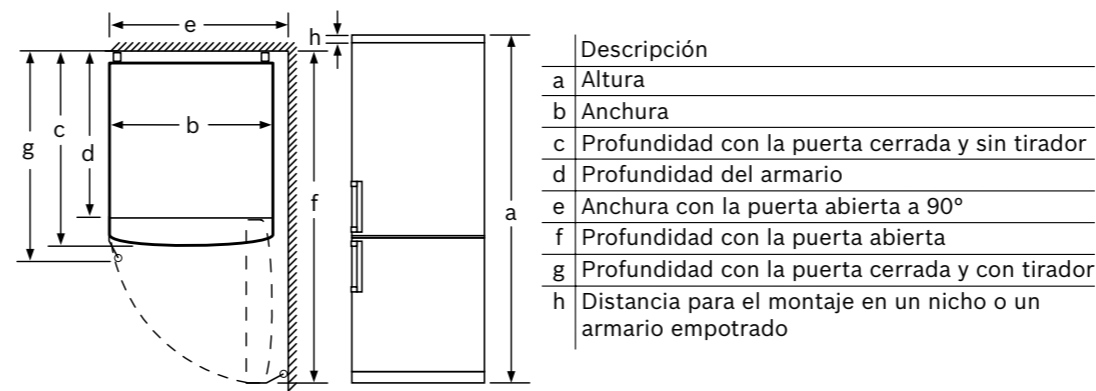 e
h
g
c
d
b
f
a
Descripción
a Altura
b Anchura
c Profundidad con la puerta cerrada y sin tirador
d Profundidad del armario
e Anchura con la puerta abierta a 90°
f Profundidad con la puerta abierta
g Profundidad con la puerta cerrada y con tirador
h Distancia para el montaje en un nicho o un
armario empotrado